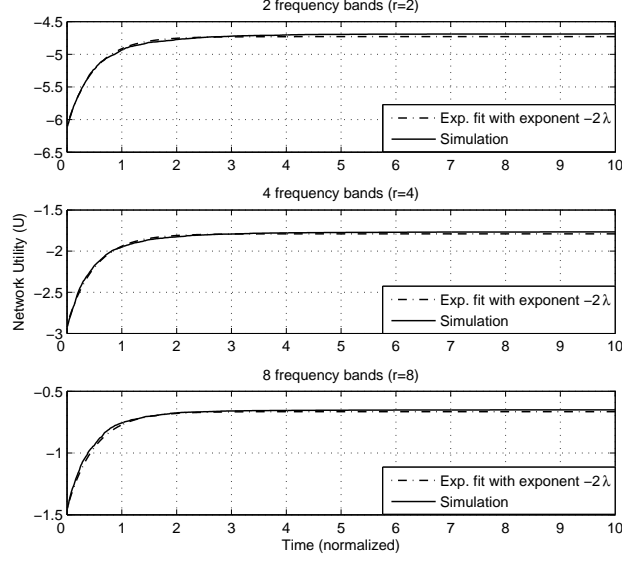 2 frequency bands (r=2)
−4.5
−5
−5.5
−6
−6.5
0 1 2 3 4 5 6 7 8 9 10
Exp. fit with exponent −2λ
Simulation
4 frequency bands (r=4)
−1.5
−2
−2.5
−3
0 1 2 3 4 5 6 7 8 9 10
Exp. fit with exponent −2λ
Simulation
Network Utility (U)
8 frequency bands (r=8)
−0.5
−1
−1.5
0 1 2 3 4 5 6 7 8 9 10
Exp. fit with exponent −2λ
Simulation
Time (normalized)